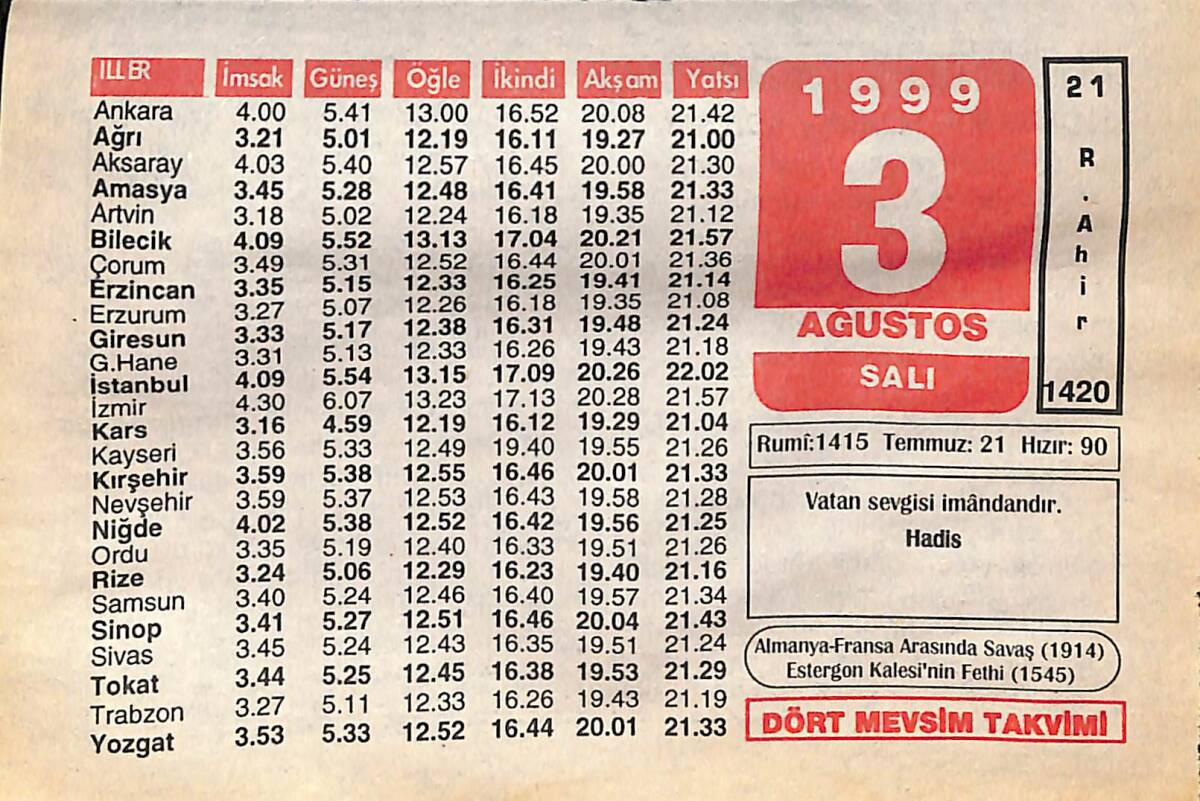 İLLER İmsak Güneş Öğle İkindi Akşam Yatsı
Ankara 4.00 5.41 13.00 16.52 20.08 21.42
Ağrı 3.21 5.01 12.19 16.11 19.27 21.00
Aksaray 4.03 5.40 12.57 16.45 20.00 21.30
Amasya 3.45 5.28 12.48 16.41 19.58 21.33
Artvin 3.18 5.02 12.24 16.18 19.35 21.12
Bilecik 4.09 5.52 13.13 17.04 20.21 21.57
Çorum 3.49 5.31 12.52 16.44 20.01 21.36
Erzincan 3.35 5.15 12.33 16.25 19.41 21.14
Erzurum 3.27 5.07 12.26 16.18 19.35 21.08
Giresun 3.33 5.17 12.38 16.31 19.48 21.24
G.Hane 3.31 5.13 12.33 16.26 19.43 21.18
İstanbul 4.09 5.54 13.15 17.09 20.26 22.02
İzmir 4.30 6.07 13.23 17.13 20.28 21.57
Kars 3.16 4.59 12.19 16.12 19.29 21.04
Kayseri 3.56 5.33 12.49 19.40 19.55 21.26
Kırşehir 3.59 5.38 12.55 16.46 20.01 21.33
Nevşehir 3.59 5.37 12.53 16.43 19.58 21.28
Niğde 4.02 5.38 12.52 16.42 19.56 21.25
Ordu 3.35 5.19 12.40 16.33 19.51 21.26
Rize 3.24 5.06 12.29 16.23 19.40 21.16
Samsun 3.40 5.24 12.46 16.40 19.57 21.34
Sinop 3.41 5.27 12.51 16.46 20.04 21.43
Sivas 3.45 5.24 12.43 16.35 19.51 21.24
Tokat 3.44 5.25 12.45 16.38 19.53 21.29
Trabzon 3.27 5.11 12.33 16.26 19.43 21.19
Yozgat 3.53 5.33 12.52 16.44 20.01 21.33
1999
3
AĞUSTOS
SALI
21
R.Ahir
1420
Rumî:1415 Temmuz: 21 Hızır: 90
Vatan sevgisi imândandır.
Hadis
Almanya-Fransa Arasında Savaş (1914)
Estergon Kalesi'nin Fethi (1545)
DÖRT MEVSİM TAKVİMİ